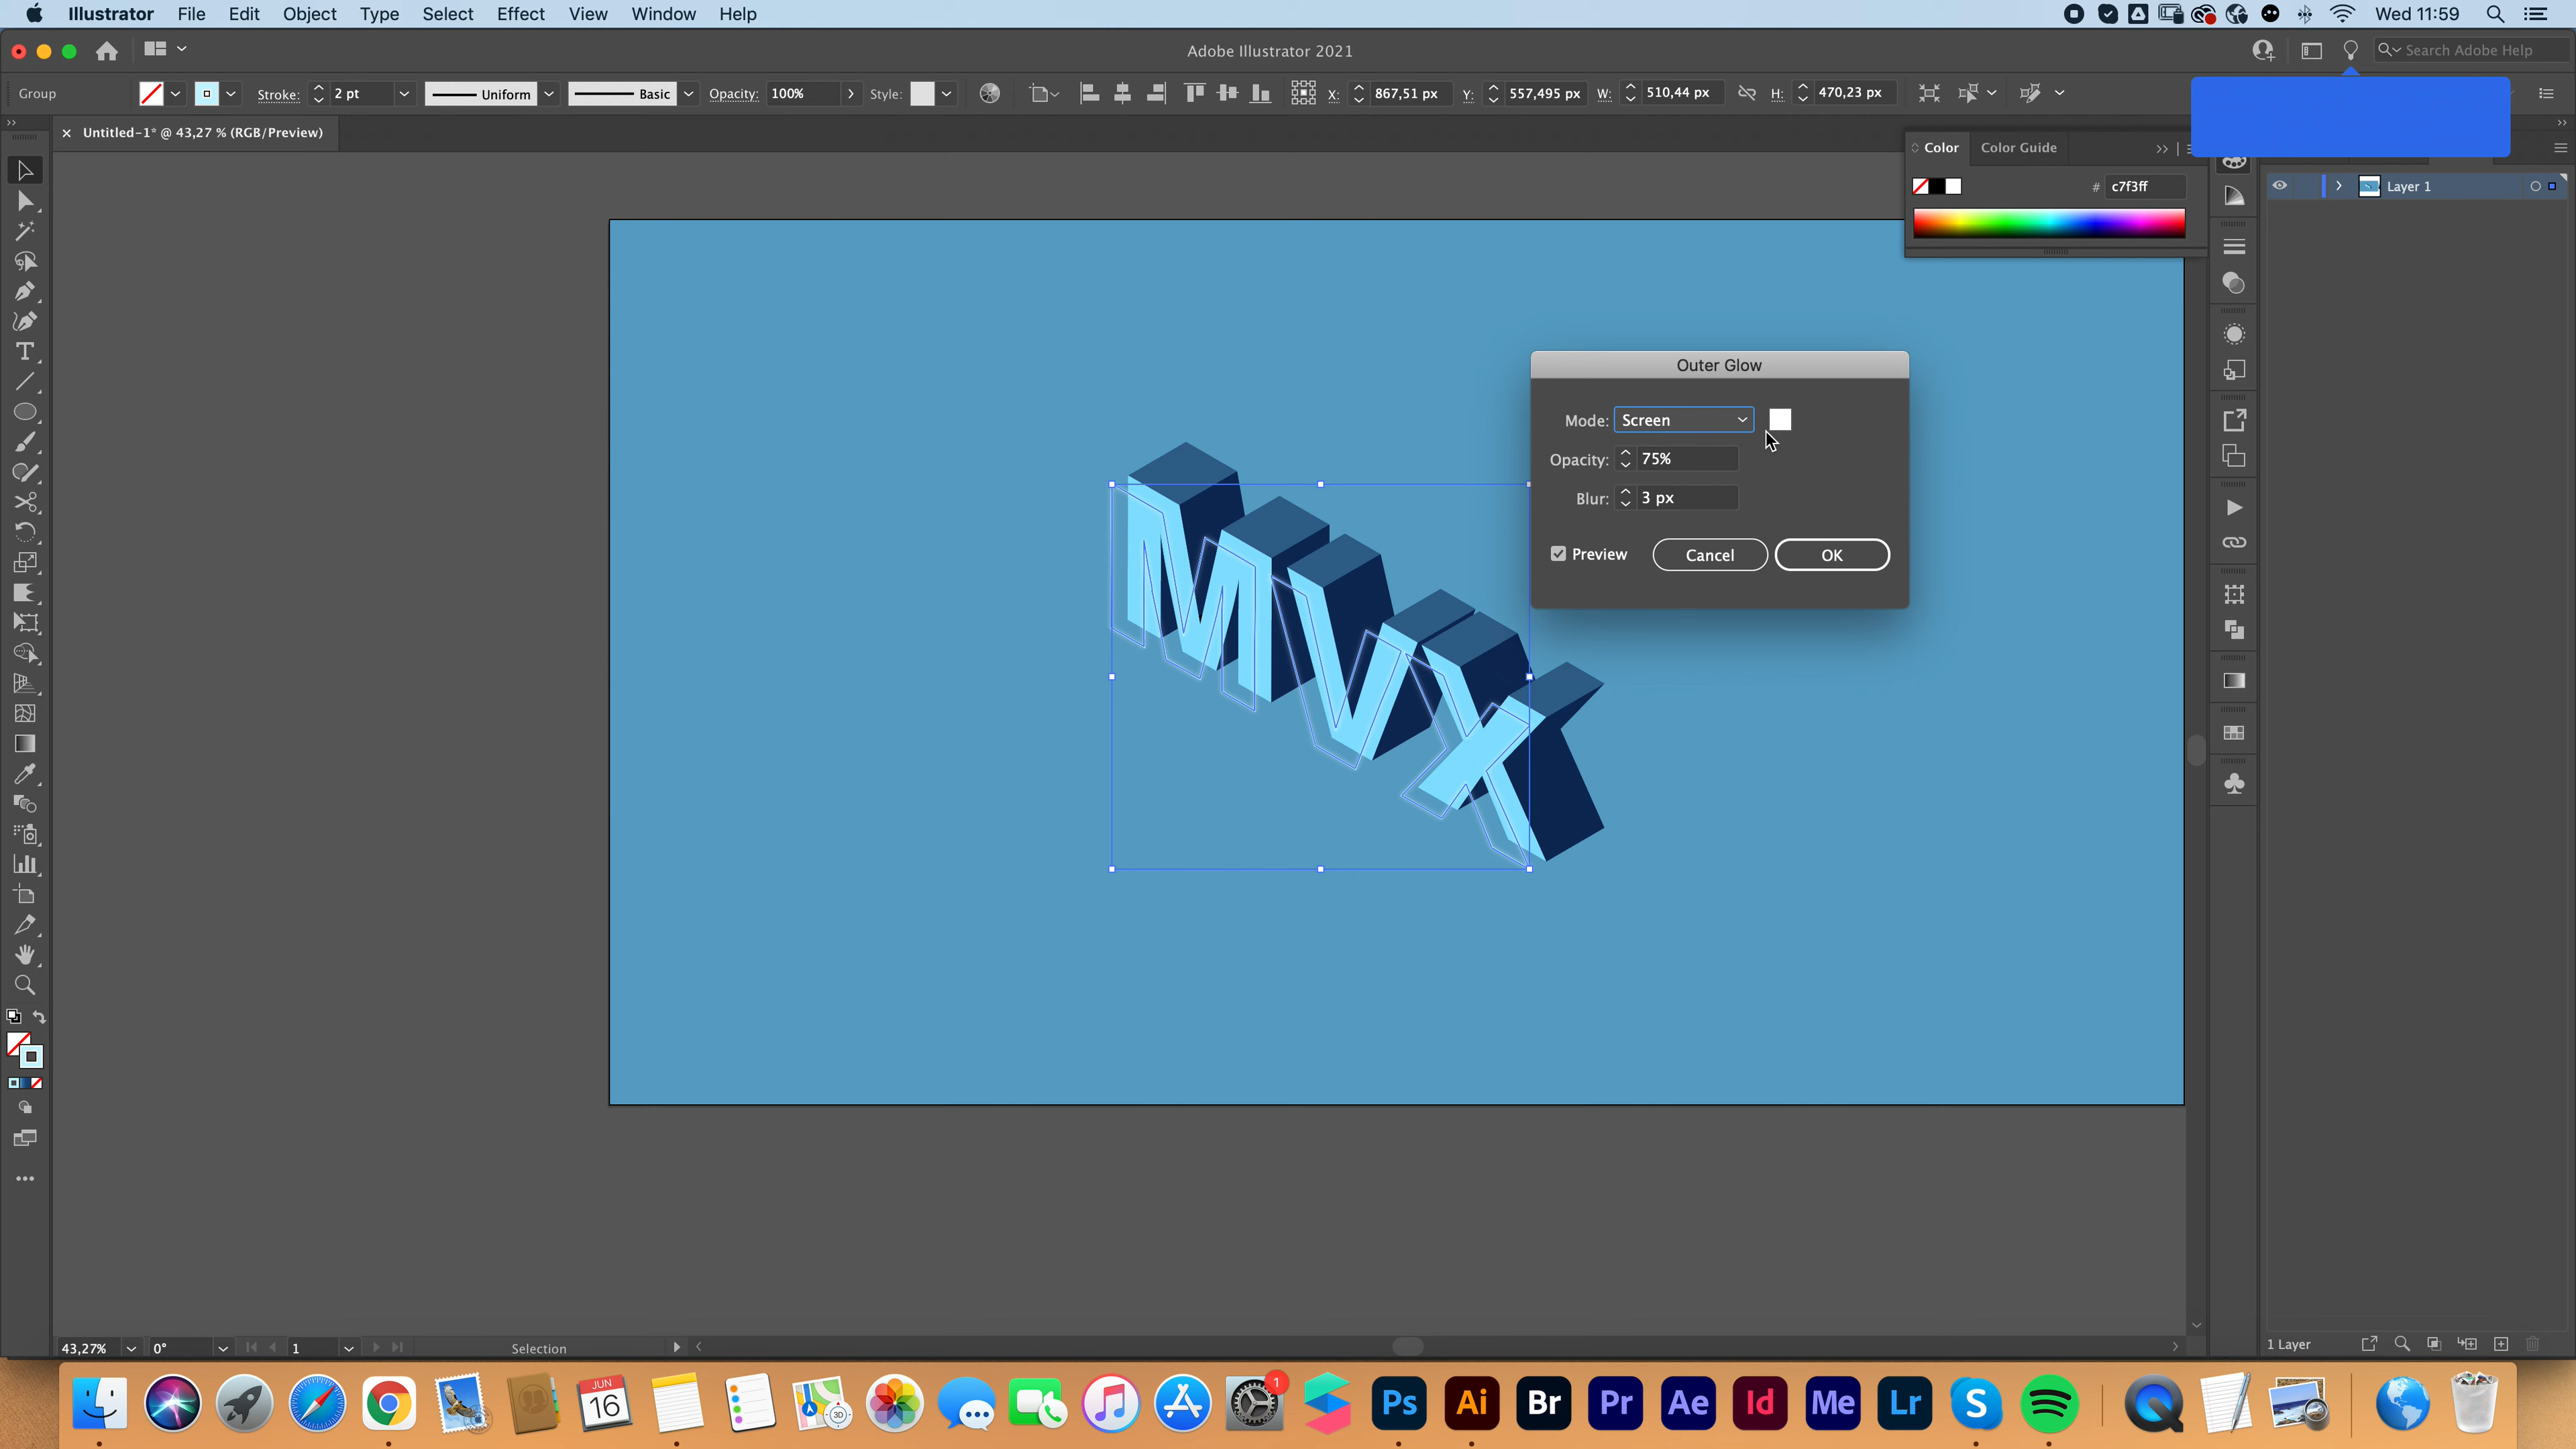 Illustrator File Edit Object Type Select Effect View Window Help Wed 11:59
Adobe Illustrator 2021 Search Adobe Help
Group Stroke: 2 pt Uniform Basic Opacity: 100% Style: X: 867,51 px Y: 557,495 px W: 510,44 px H: 470,23 px
Untitled-1* @ 43,27 % (RGB/Preview)
Color Color Guide
# c7f3ff
Layer 1
Outer Glow
Mode: Screen
Opacity: 75%
Blur: 3 px
Preview Cancel OK
MVX
43,27% 0° 1 Selection
1 Layer
JUN
16
3D
1
Ps Ai Br Pr Ae Id Me Lr S